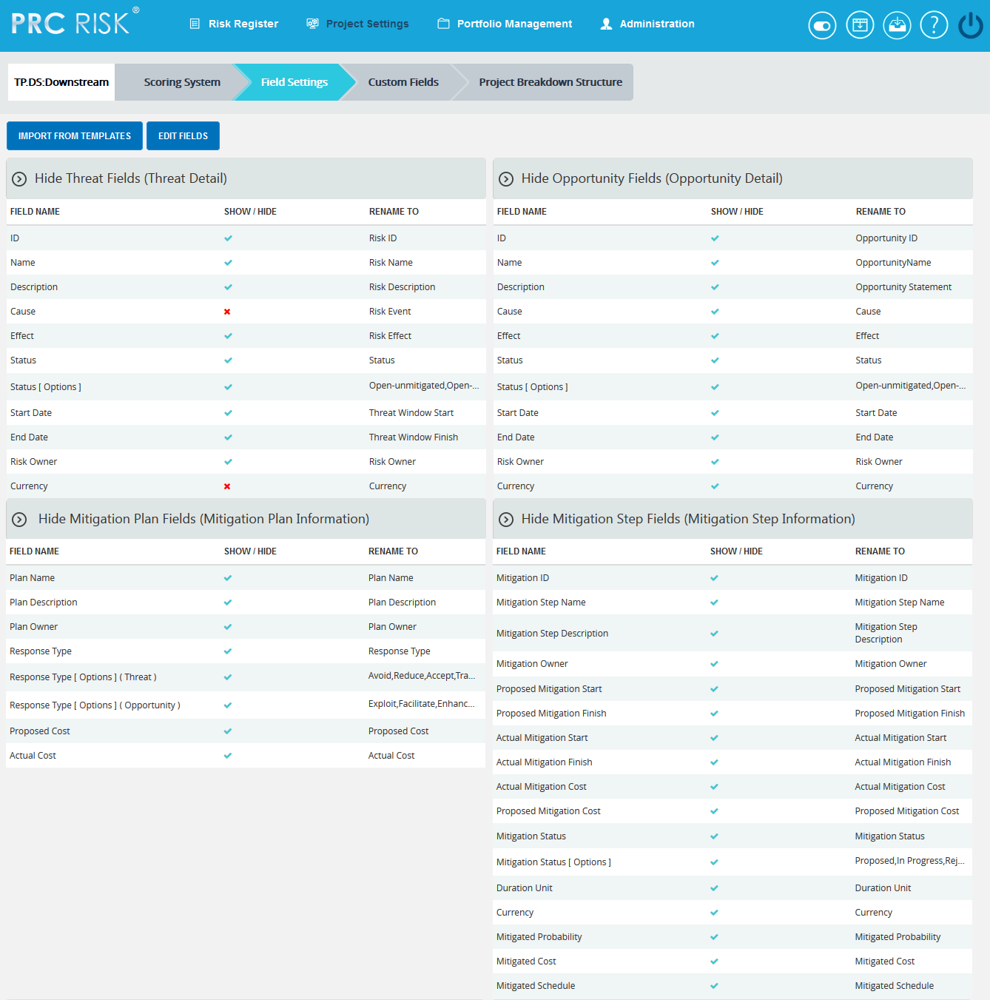 PRC RISK®
Risk Register
Project Settings
Portfolio Management
Administration
?
TP.DS:Downstream
Scoring System
Field Settings
Custom Fields
Project Breakdown Structure
IMPORT FROM TEMPLATES
EDIT FIELDS
Hide Threat Fields (Threat Detail)
FIELD NAME SHOW / HIDE RENAME TO
ID Risk ID
Name Risk Name
Description Risk Description
Cause Risk Event
Effect Risk Effect
Status Status
Status [ Options ] Open-unmitigated,Open-...
Start Date Threat Window Start
End Date Threat Window Finish
Risk Owner Risk Owner
Currency Currency
Hide Opportunity Fields (Opportunity Detail)
FIELD NAME SHOW / HIDE RENAME TO
ID Opportunity ID
Name OpportunityName
Description Opportunity Statement
Cause Cause
Effect Effect
Status Status
Status [ Options ] Open-unmitigated,Open-...
Start Date Start Date
End Date End Date
Risk Owner Risk Owner
Currency Currency
Hide Mitigation Plan Fields (Mitigation Plan Information)
FIELD NAME SHOW / HIDE RENAME TO
Plan Name Plan Name
Plan Description Plan Description
Plan Owner Plan Owner
Response Type Response Type
Response Type [ Options ] ( Threat ) Avoid,Reduce,Accept,Tra...
Response Type [ Options ] ( Opportunity ) Exploit,Facilitate,Enhanc...
Proposed Cost Proposed Cost
Actual Cost Actual Cost
Hide Mitigation Step Fields (Mitigation Step Information)
FIELD NAME SHOW / HIDE RENAME TO
Mitigation ID Mitigation ID
Mitigation Step Name Mitigation Step Name
Mitigation Step Description Mitigation Step
Description
Mitigation Owner Mitigation Owner
Proposed Mitigation Start Proposed Mitigation Start
Proposed Mitigation Finish Proposed Mitigation Finish
Actual Mitigation Start Actual Mitigation Start
Actual Mitigation Finish Actual Mitigation Finish
Actual Mitigation Cost Actual Mitigation Cost
Proposed Mitigation Cost Proposed Mitigation Cost
Mitigation Status Mitigation Status
Mitigation Status [ Options ] Proposed,In Progress,Rej...
Duration Unit Duration Unit
Currency Currency
Mitigated Probability Mitigated Probability
Mitigated Cost Mitigated Cost
Mitigated Schedule Mitigated Schedule